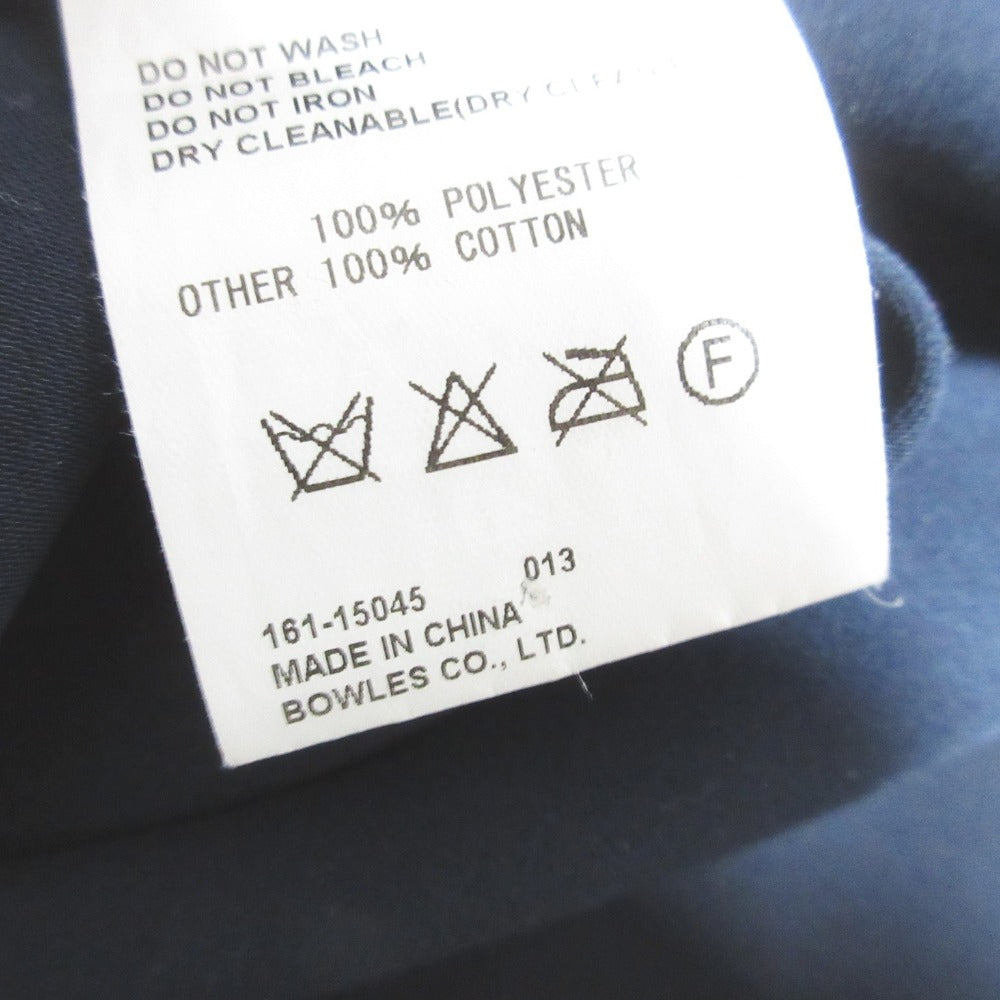 DO NOT WASH
DO NOT BLEACH
DO NOT IRON
DRY CLEANABLE(DRY
100% POLYESTER
OTHER 100% COTTON
F
161-15045 013
MADE IN CHINA
BOWLES CO., LTD.